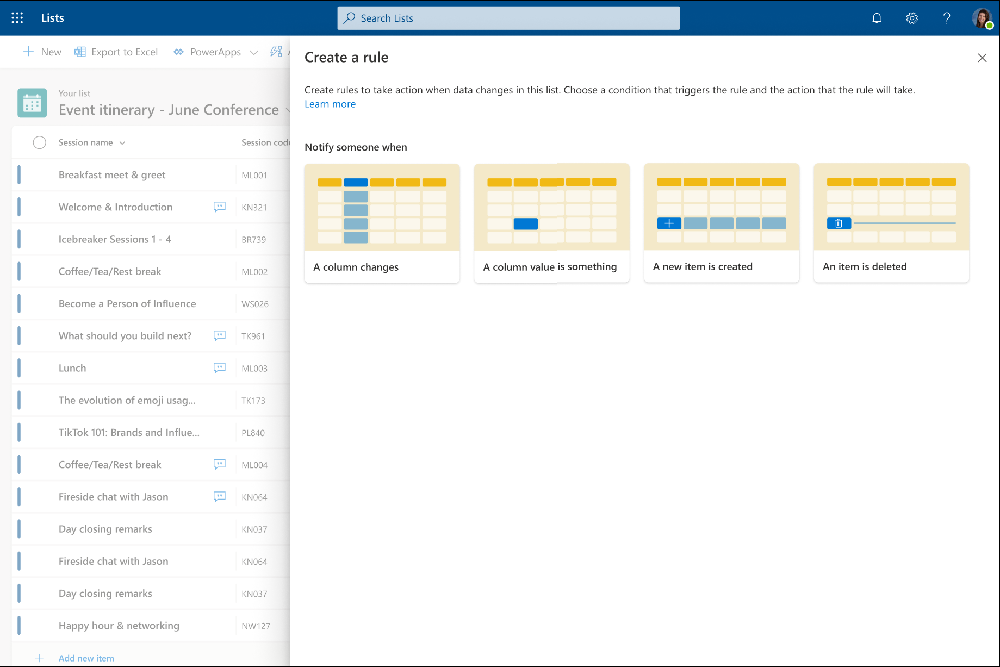 Lists
Search Lists
?
New
Export to Excel
PowerApps
Your list
Event itinerary - June Conference
Session name
Session code
Breakfast meet & greet
ML001
Welcome & Introduction
KN321
Icebreaker Sessions 1 - 4
BR739
Coffee/Tea/Rest break
ML002
Become a Person of Influence
WS026
What should you build next?
TK961
Lunch
ML003
The evolution of emoji usag...
TK173
TikTok 101: Brands and Influe...
PL840
Coffee/Tea/Rest break
ML004
Fireside chat with Jason
KN064
Day closing remarks
KN037
Fireside chat with Jason
KN064
Day closing remarks
KN037
Happy hour & networking
NW127
Add new item
Create a rule
Create rules to take action when data changes in this list. Choose a condition that triggers the rule and the action that the rule will take.
Learn more
Notify someone when
A column changes
A column value is something
A new item is created
An item is deleted